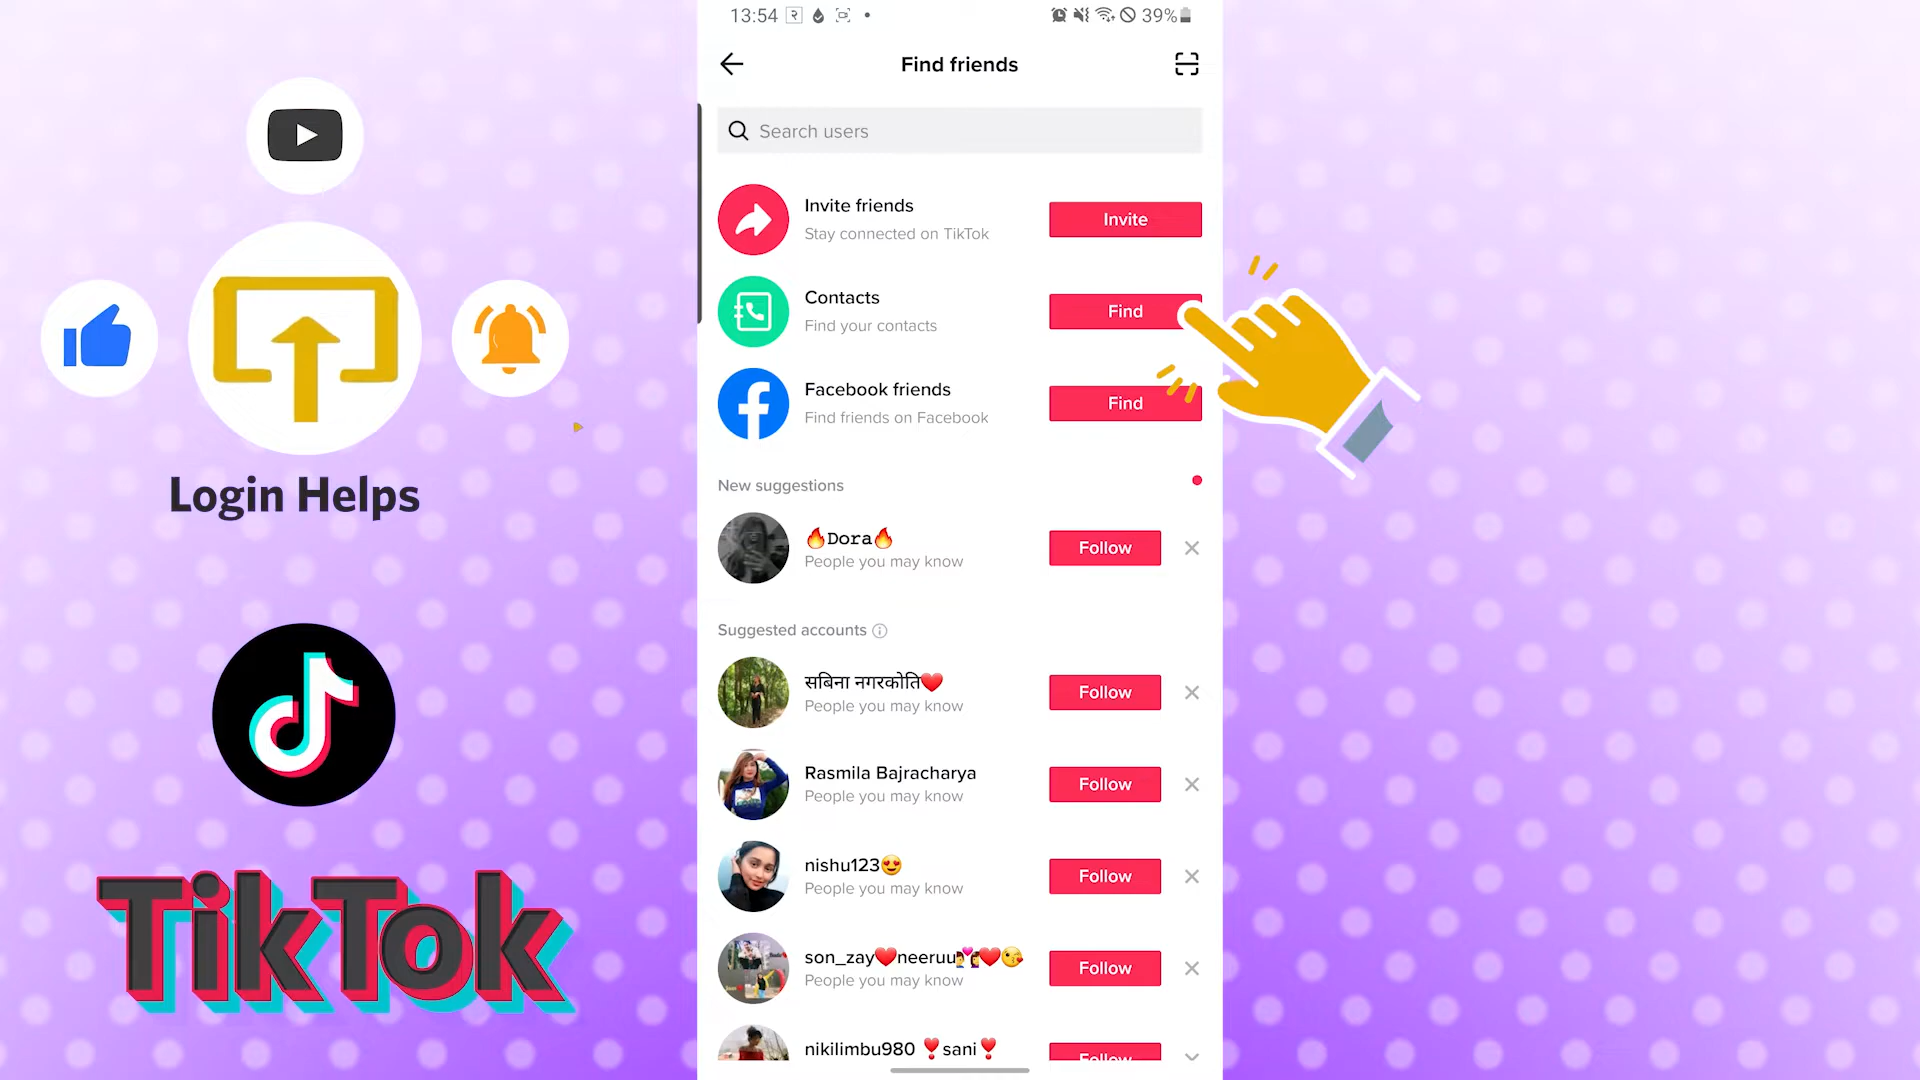 Login Helps
TikTok
13:54
39%
Find friends
Search users
Invite friends
Stay connected on TikTok
Invite
Contacts
Find your contacts
Find
Facebook friends
Find friends on Facebook
Find
New suggestions
🔥Dora🔥
People you may know
Follow
Suggested accounts
सबिना नगरकोति❤️
People you may know
Follow
Rasmila Bajracharya
People you may know
Follow
nishu123😍
People you may know
Follow
son_zay❤️neeruu💑❤️😘
People you may know
Follow
nikilimbu980 ❣️sani❣️
Follow